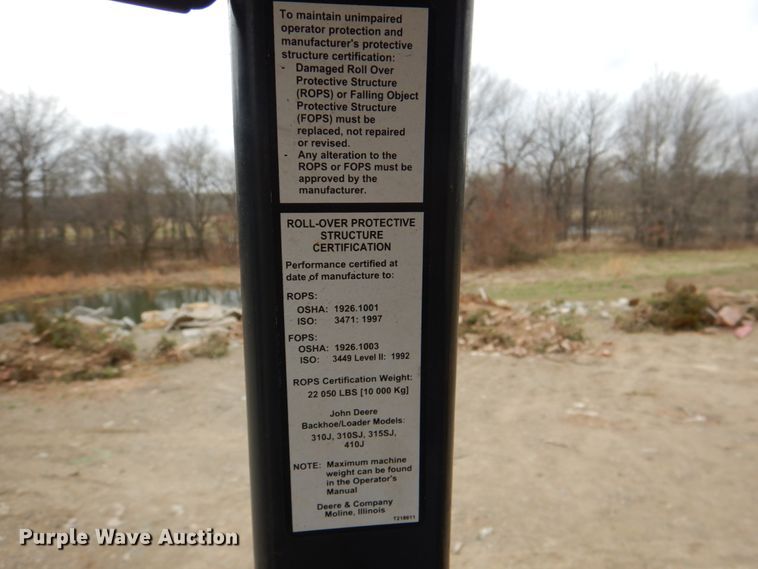 To maintain unimpaired
operator protection and
manufacturer's protective
structure certification:
- Damaged Roll Over
Protective Structure
(ROPS) or Falling Object
Protective Structure
(FOPS) must be
replaced, not repaired
or revised.
- Any alteration to the
ROPS or FOPS must be
approved by the
manufacturer.
ROLL-OVER PROTECTIVE
STRUCTURE
CERTIFICATION
Performance certified at
date of manufacture to:
ROPS:
OSHA: 1926.1001
ISO: 3471: 1997
FOPS:
OSHA: 1926.1003
ISO: 3449 Level II: 1992
ROPS Certification Weight:
22 050 LBS [10 000 Kg]
John Deere
Backhoe/Loader Models:
310J, 310SJ, 315SJ,
410J
NOTE: Maximum machine
weight can be found
in the Operator's
Manual
Deere & Company
Moline, Illinois
T218911
Purple Wave Auction